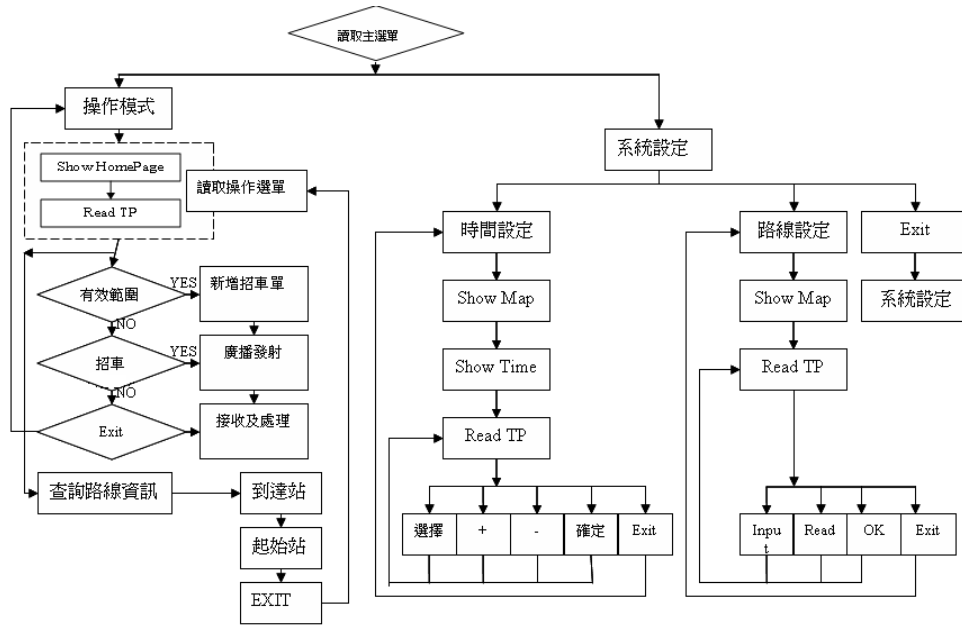 讀取主選單
操作模式
Show HomePage
Read TP
讀取操作選單
有效範圍
YES
新增招車單
NO
招車
YES
廣播發射
NO
Exit
接收及處理
查詢路線資訊
到達站
起始站
EXIT
系統設定
時間設定
Show Map
Show Time
Read TP
選擇
+
-
確定
Exit
路線設定
Show Map
Read TP
Inpu
t
Read
OK
Exit
Exit
系統設定